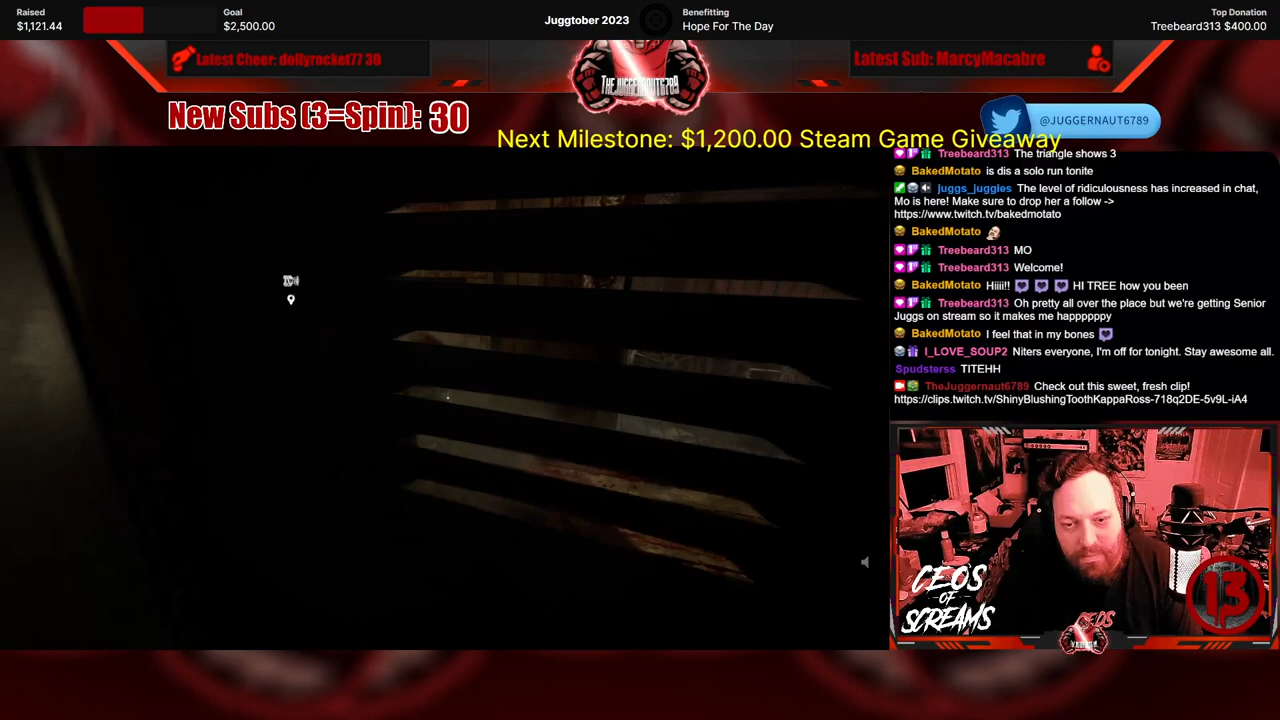 Raised
$1,121.44
Goal
$2,500.00
Juggtober 2023
Benefitting
Hope For The Day
Top Donation
Treebeard313 $400.00
Latest Cheer: dollyrocket77 30
THEJUGGERNAUT6789
Latest Sub: MarcyMacabre
New Subs (3=Spin): 30
@JUGGERNAUT6789
Next Milestone: $1,200.00 Steam Game Giveaway
Treebeard313 The triangle shows 3
BakedMotato is dis a solo run tonite
juggs_juggles The level of ridiculousness has increased in chat,
Mo is here! Make sure to drop her a follow ->
https://www.twitch.tv/bakedmotato
BakedMotato
Treebeard313 MO
Treebeard313 Welcome!
BakedMotato Hiiii!! HI TREE how you been
Treebeard313 Oh pretty all over the place but we're getting Senior
Juggs on stream so it makes me happppppy
BakedMotato I feel that in my bones
I_LOVE_SOUP2 Niters everyone, I'm off for tonight. Stay awesome all.
Spudsterss TITEHH
TheJuggernaut6789 Check out this sweet, fresh clip!
https://clips.twitch.tv/ShinyBlushingToothKappaRoss-718q2DE-5v9L-iA4
CEOS
OF
SCREAMS
13
CEOS